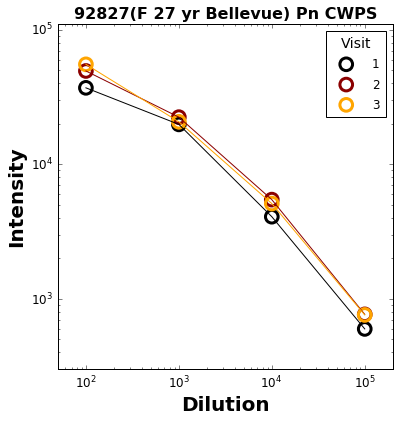 92827(F 27 yr Bellevue) Pn CWPS
Visit
1
2
3
10⁵
10⁴
10³
Intensity
10² 10³ 10⁴ 10⁵
Dilution